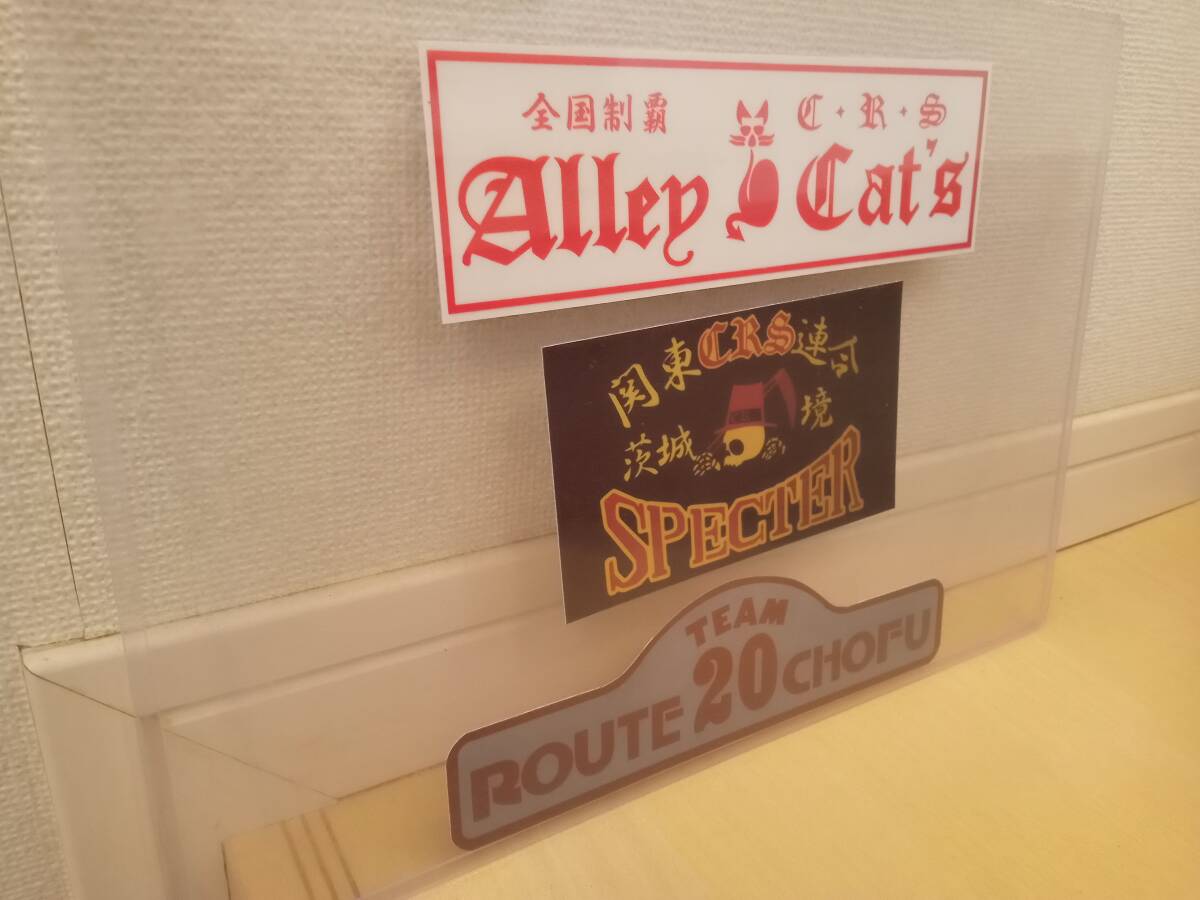 全国制覇 C・R・S
Alley Cat's
関東CRS連合
茨城 境
SPECTER
TEAM
ROUTE 20 CHOFU